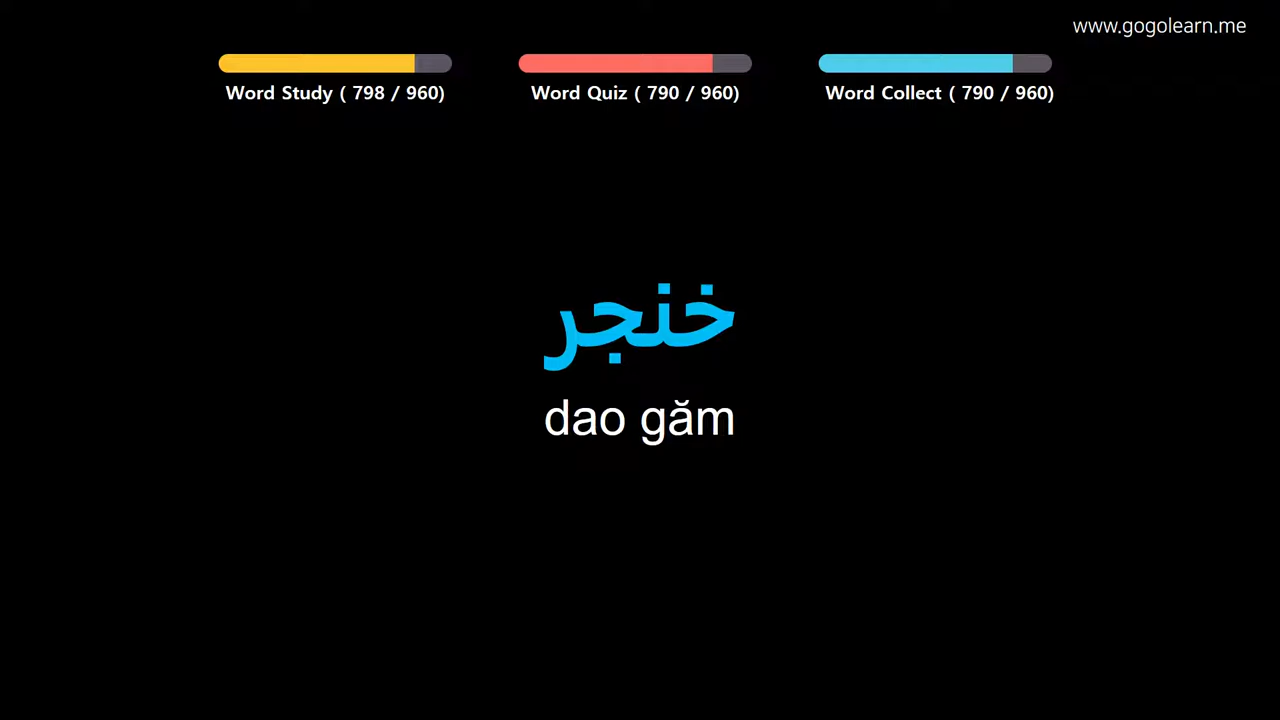 www.gogolearn.me
Word Study ( 798 / 960)
Word Quiz ( 790 / 960)
Word Collect ( 790 / 960)
خنجر
dao găm